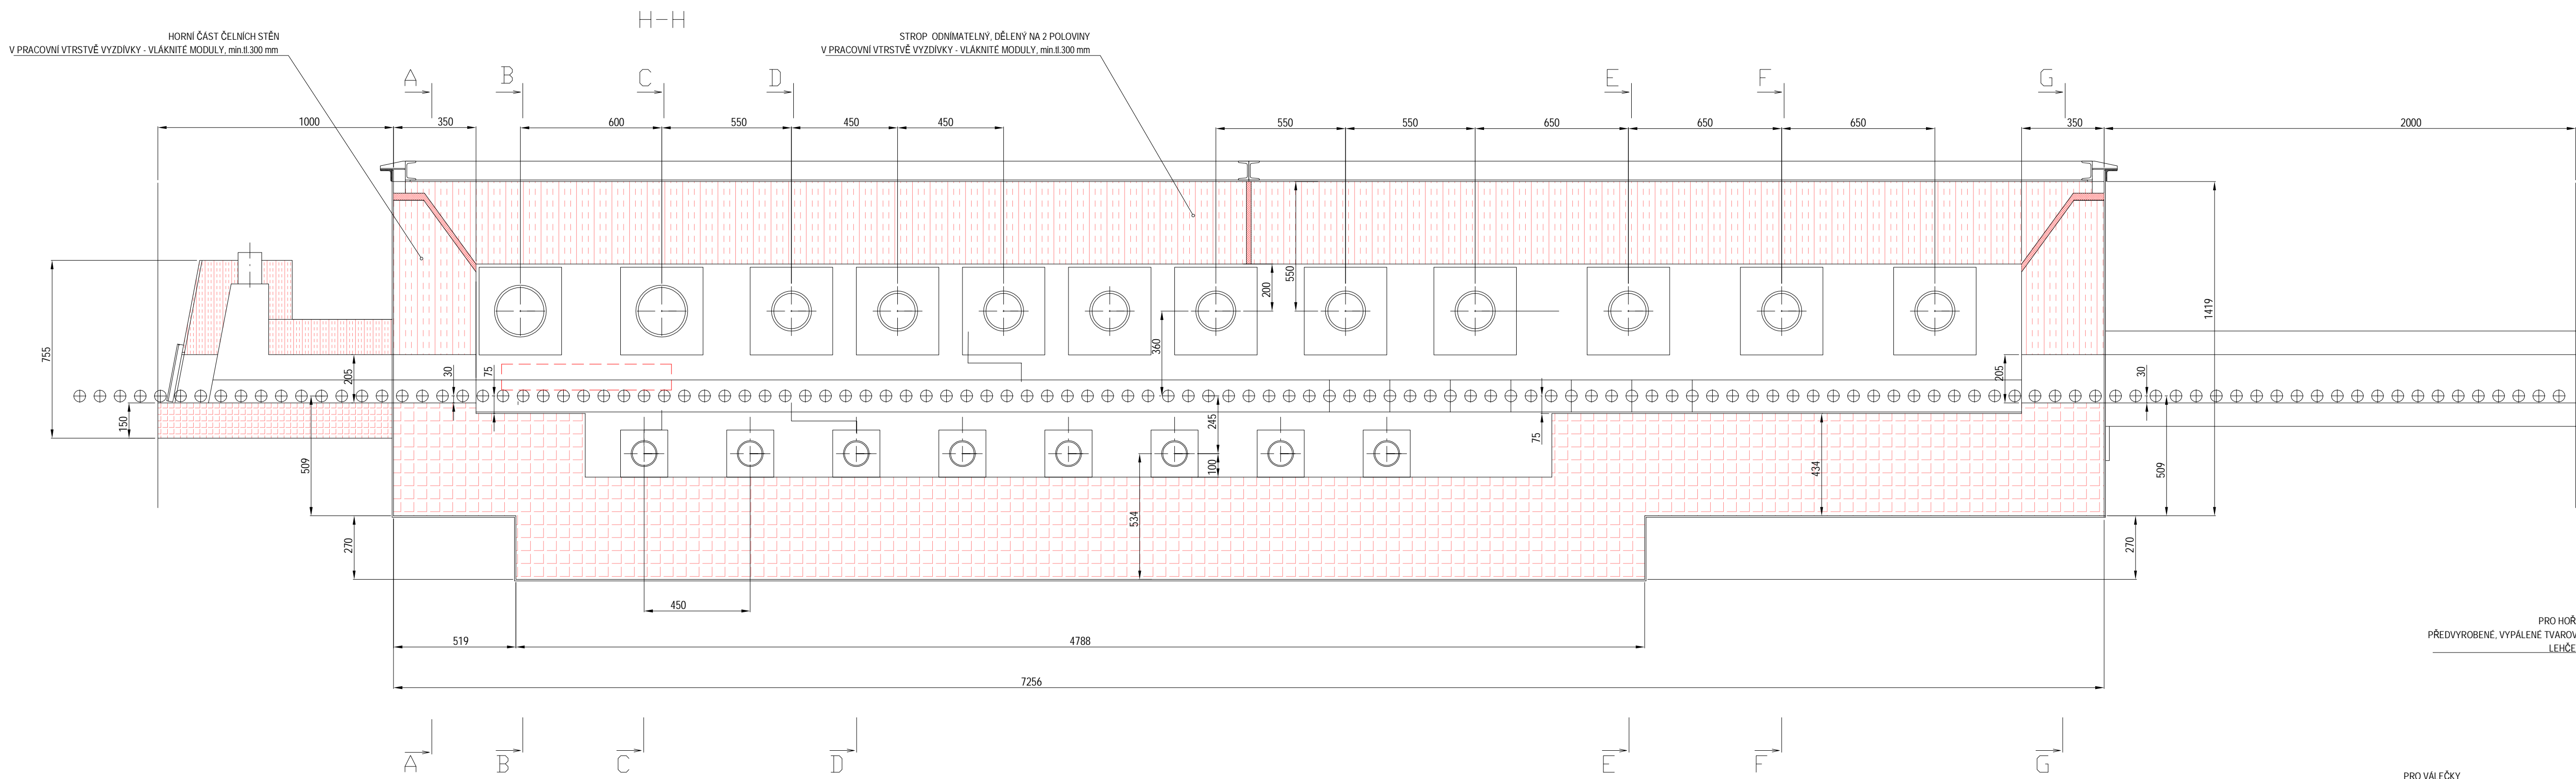 H-H
HORNÍ ČÁST ČELNÍCH STĚN
V PRACOVNÍ VTRSTVĚ VYZDÍVKY - VLÁKNITÉ MODULY, min.tl.300 mm
STROP ODNÍMATELNÝ, DĚLENÝ NA 2 POLOVINY
V PRACOVNÍ VTRSTVĚ VYZDÍVKY - VLÁKNITÉ MODULY, min.tl.300 mm
A B C D E F G
1000 350 600 550 450 450 550 550 650 650 650 350 2000
550
200
1419
755
360
205
30
75
205
30
150
245
75
509
100
434
509
534
270
270
450
519 4788
7256
PRO HOŘ
PŘEDVYROBENÉ, VYPÁLENÉ TVAROV
LEHČE
A B C D E F G
PRO VÁLEČKY